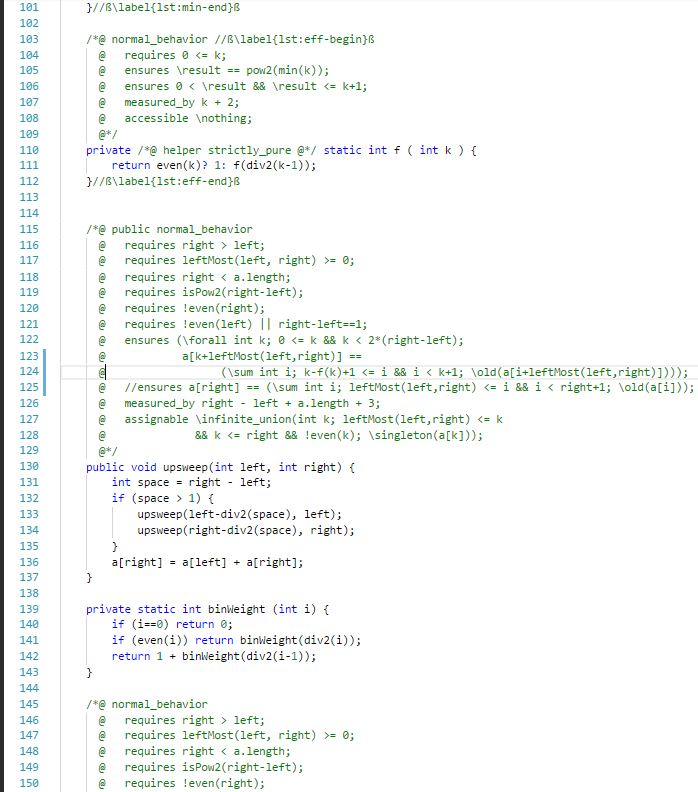 101 }//ß\label{lst:min-end}ß
102
103 /*@ normal_behavior //ß\label{lst:eff-begin}ß
104 @ requires 0 <= k;
105 @ ensures \result == pow2(min(k));
106 @ ensures 0 < \result && \result <= k+1;
107 @ measured_by k + 2;
108 @ accessible \nothing;
109 @*/
110 private /*@ helper strictly_pure @*/ static int f ( int k ) {
111 return even(k)? 1: f(div2(k-1));
112 }//ß\label{lst:eff-end}ß
113
114
115 /*@ public normal_behavior
116 @ requires right > left;
117 @ requires leftMost(left, right) >= 0;
118 @ requires right < a.length;
119 @ requires isPow2(right-left);
120 @ requires !even(right);
121 @ requires !even(left) || right-left==1;
122 @ ensures (\forall int k; 0 <= k && k < 2*(right-left);
123 @ a[k+leftMost(left,right)] ==
124 @ (\sum int i; k-f(k)+1 <= i && i < k+1; \old(a[i+leftMost(left,right)])));
125 @ //ensures a[right] == (\sum int i; leftMost(left,right) <= i && i < right+1; \old(a[i]));
126 @ measured_by right - left + a.length + 3;
127 @ assignable \infinite_union(int k; leftMost(left,right) <= k
128 @ && k <= right && !even(k); \singleton(a[k]));
129 @*/
130 public void upsweep(int left, int right) {
131 int space = right - left;
132 if (space > 1) {
133 upsweep(left-div2(space), left);
134 upsweep(right-div2(space), right);
135 }
136 a[right] = a[left] + a[right];
137 }
138
139 private static int binWeight (int i) {
140 if (i==0) return 0;
141 if (even(i)) return binWeight(div2(i));
142 return 1 + binWeight(div2(i-1));
143 }
144
145 /*@ normal_behavior
146 @ requires right > left;
147 @ requires leftMost(left, right) >= 0;
148 @ requires right < a.length;
149 @ requires isPow2(right-left);
150 @ requires !even(right);